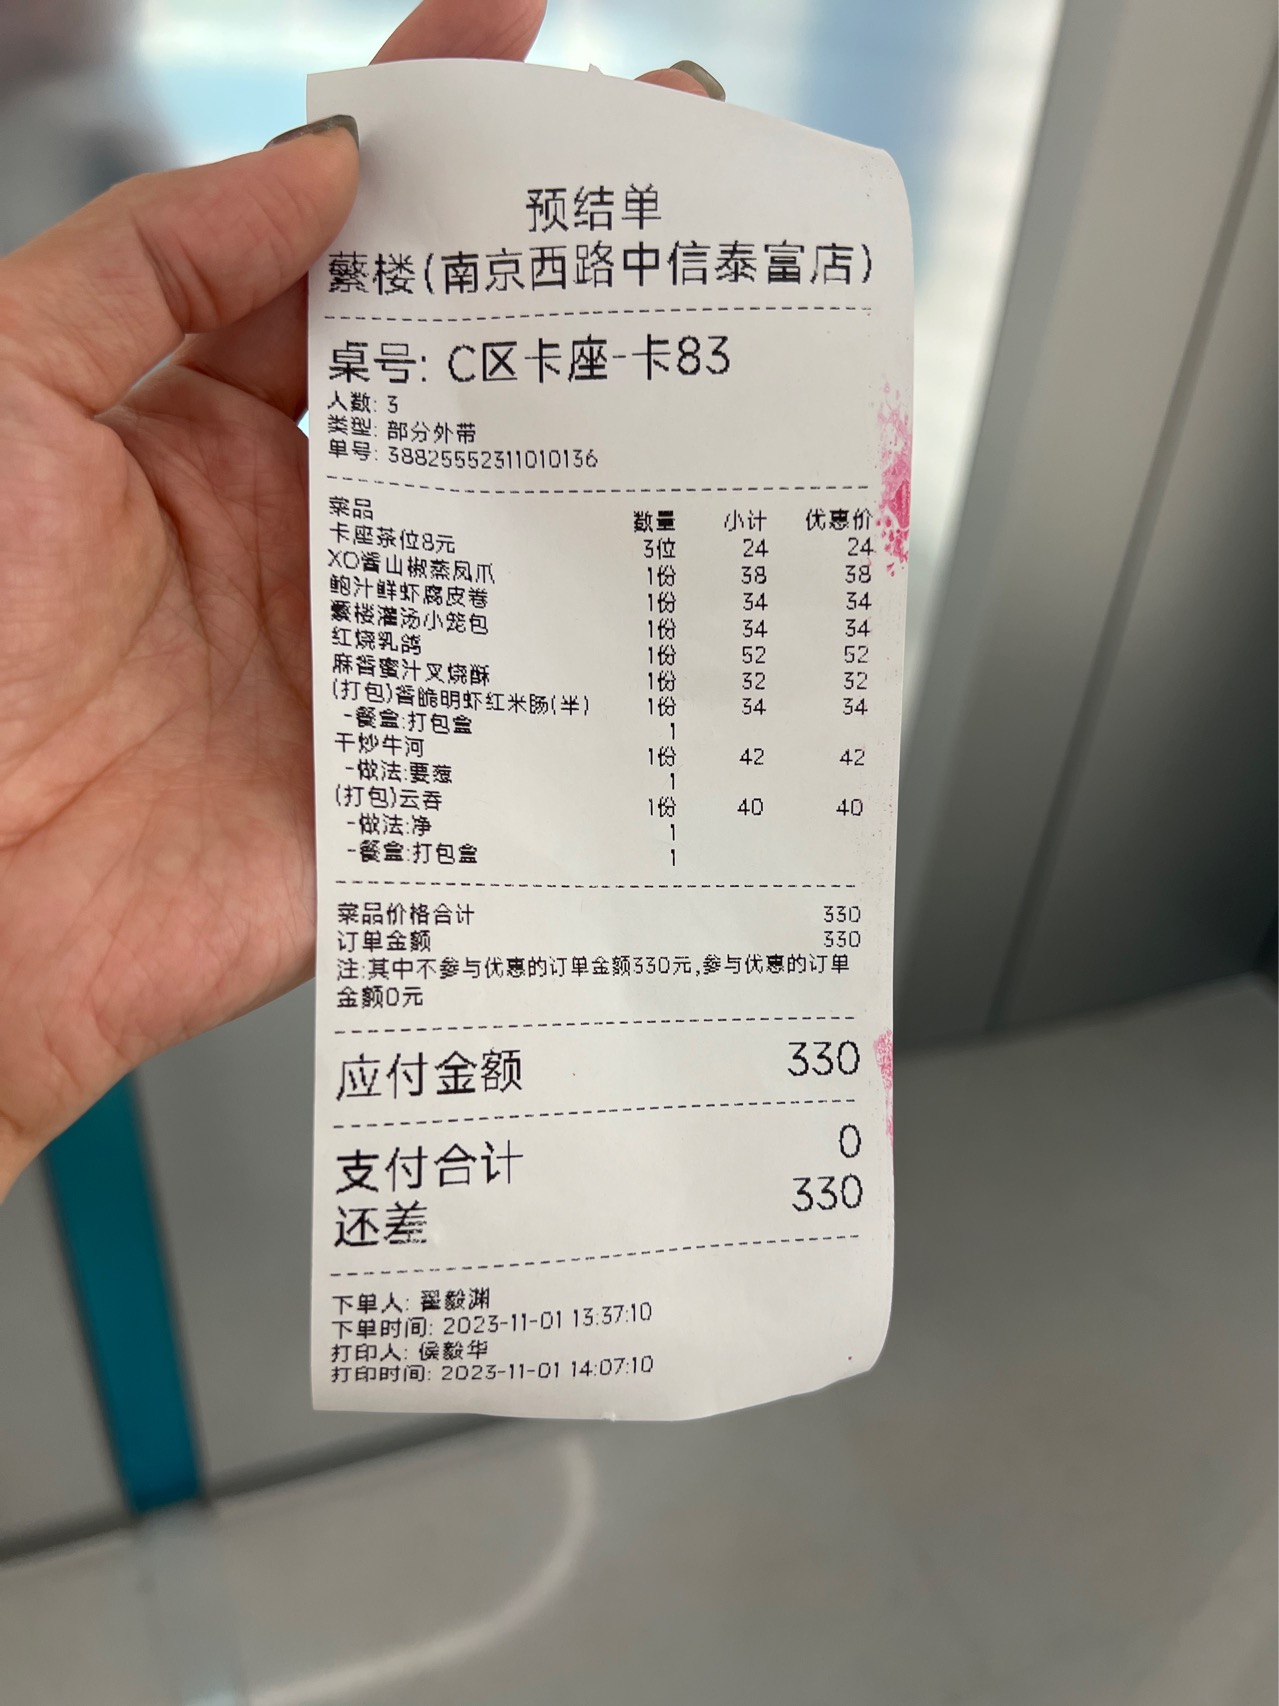 预结单
蘩楼(南京西路中信泰富店)
桌号: C区卡座-卡83
人数: 3
类型: 部分外带
单号: 38825552311010136
菜品 数量 小计 优惠价
卡座茶位8元 3位 24 24
XO酱山椒蒸凤爪 1份 38 38
鲍汁鲜虾腐皮卷 1份 34 34
蘩楼灌汤小笼包 1份 34 34
红烧乳鸽 1份 52 52
麻香蜜汁叉烧酥 1份 32 32
(打包)香脆明虾红米肠(半) 1份 34 34
-餐盒:打包盒 1
干炒牛河 1份 42 42
-做法:要葱 1
(打包)云吞 1份 40 40
-做法:净 1
-餐盒:打包盒 1
菜品价格合计 330
订单金额 330
注:其中不参与优惠的订单金额330元,参与优惠的订单
金额0元
应付金额 330
支付合计 0
还差 330
下单人: 翟毅渊
下单时间: 2023-11-01 13:37:10
打印人: 侯毅华
打印时间: 2023-11-01 14:07:10